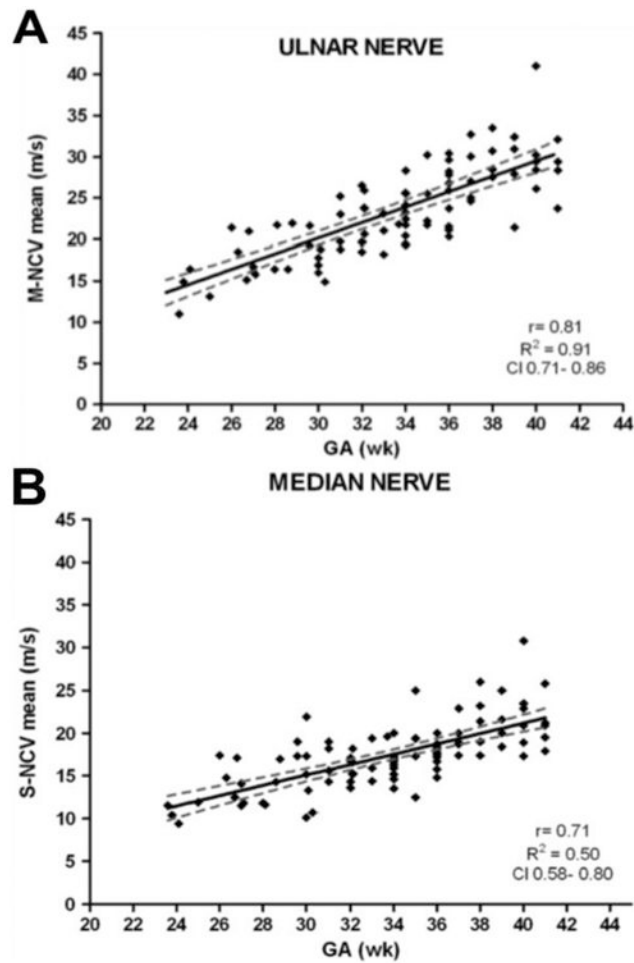 A
ULNAR NERVE
M-NCV mean (m/s)
45
40
35
30
25
20
15
10
5
0
20 22 24 26 28 30 32 34 36 38 40 42 44
GA (wk)
r= 0.81
R² = 0.91
CI 0.71- 0.86
B
MEDIAN NERVE
S-NCV mean (m/s)
45
40
35
30
25
20
15
10
5
0
20 22 24 26 28 30 32 34 36 38 40 42 44
GA (wk)
r= 0.71
R² = 0.50
CI 0.58- 0.80